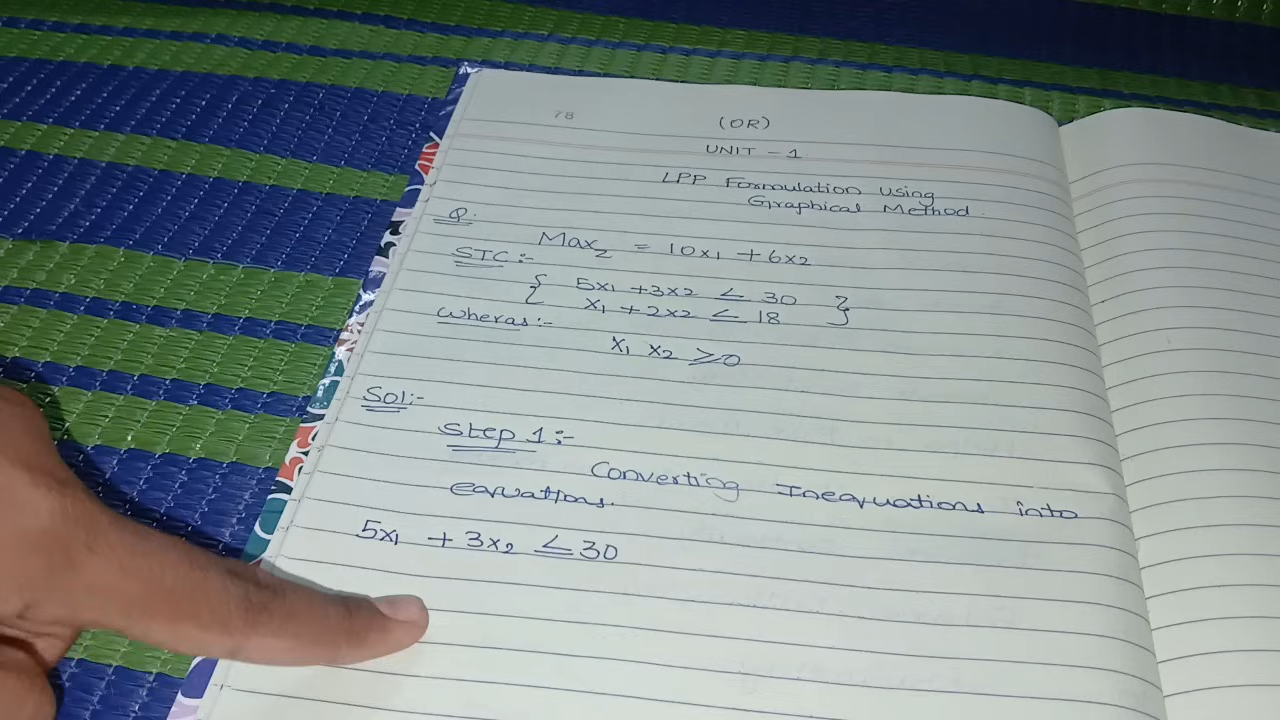 78
(OR)
UNIT - 1
LPP Formulation Using
Graphical Method.
Q.
Max z = 10x₁ + 6x₂
STC:-
{ 5x₁ + 3x₂ ≤ 30 }
x₁ + 2x₂ ≤ 18
Wheras:-
x₁ x₂ ≥ 0
Sol:-
Step 1:-
Converting Inequations into
equations.
5x₁ + 3x₂ ≤ 30